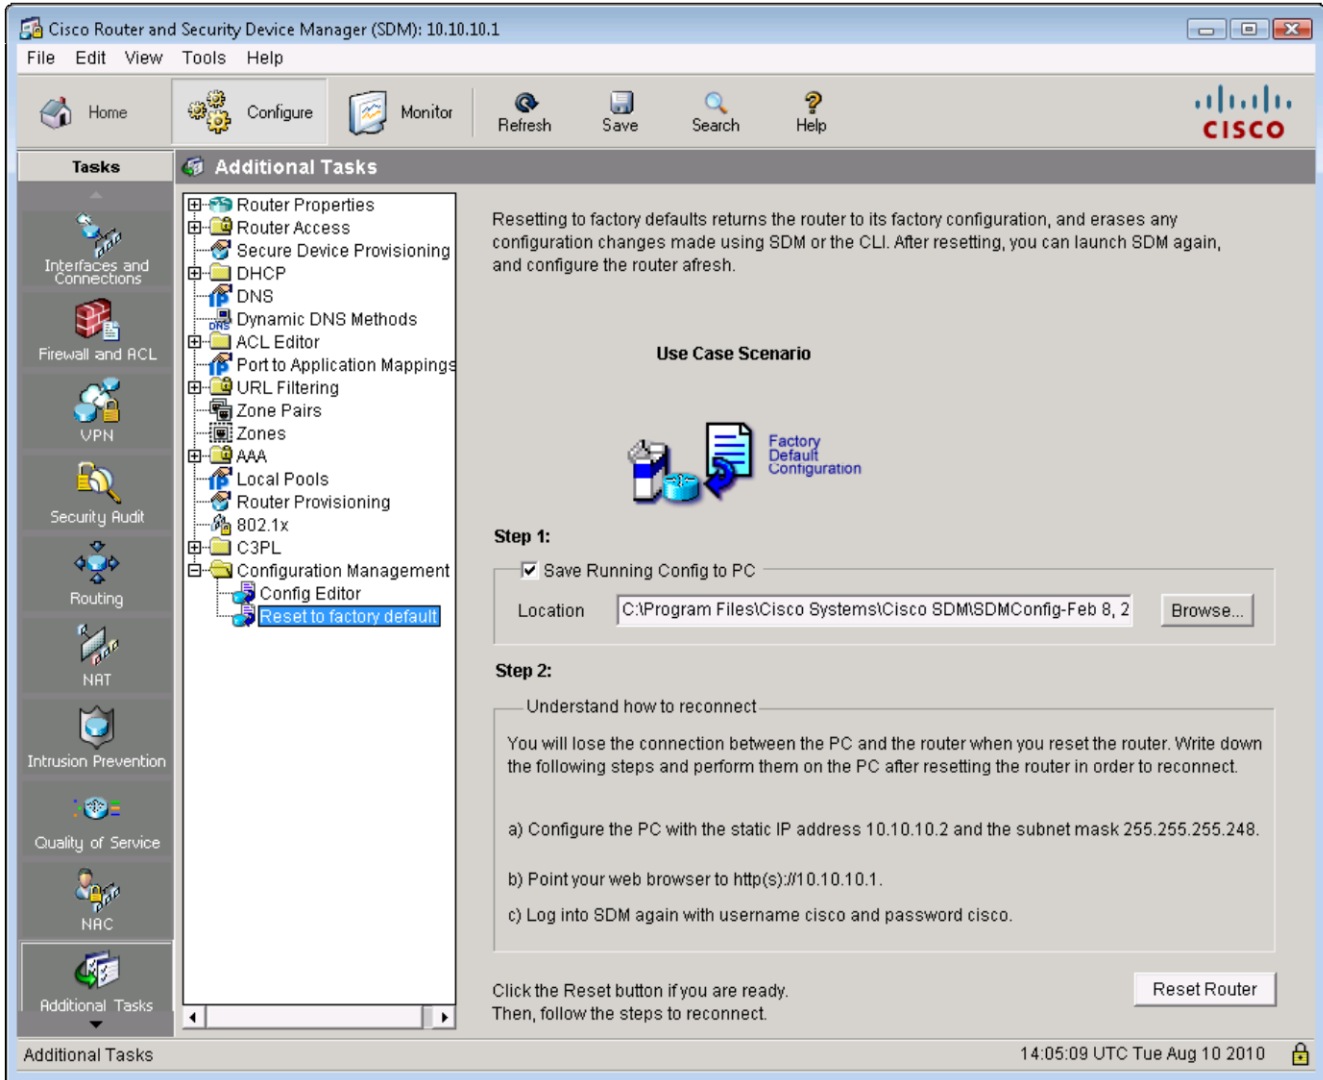 Cisco Router and Security Device Manager (SDM): 10.10.10.1
File Edit View Tools Help
Home Configure Monitor Refresh Save Search Help
CISCO
Tasks
Interfaces and
Connections
Firewall and ACL
VPN
Security Audit
Routing
NAT
Intrusion Prevention
Quality of Service
NAC
Additional Tasks
Additional Tasks
Router Properties
Router Access
Secure Device Provisioning
DHCP
DNS
Dynamic DNS Methods
ACL Editor
Port to Application Mappings
URL Filtering
Zone Pairs
Zones
AAA
Local Pools
Router Provisioning
802.1x
C3PL
Configuration Management
Config Editor
Reset to factory default
Resetting to factory defaults returns the router to its factory configuration, and erases any
configuration changes made using SDM or the CLI. After resetting, you can launch SDM again,
and configure the router afresh.
Use Case Scenario
Factory
Default
Configuration
Step 1:
Save Running Config to PC
Location C:\Program Files\Cisco Systems\Cisco SDM\SDMConfig-Feb 8, 2 Browse...
Step 2:
Understand how to reconnect
You will lose the connection between the PC and the router when you reset the router. Write down
the following steps and perform them on the PC after resetting the router in order to reconnect.
a) Configure the PC with the static IP address 10.10.10.2 and the subnet mask 255.255.255.248.
b) Point your web browser to http(s)://10.10.10.1.
c) Log into SDM again with username cisco and password cisco.
Click the Reset button if you are ready.
Then, follow the steps to reconnect.
Reset Router
Additional Tasks
14:05:09 UTC Tue Aug 10 2010